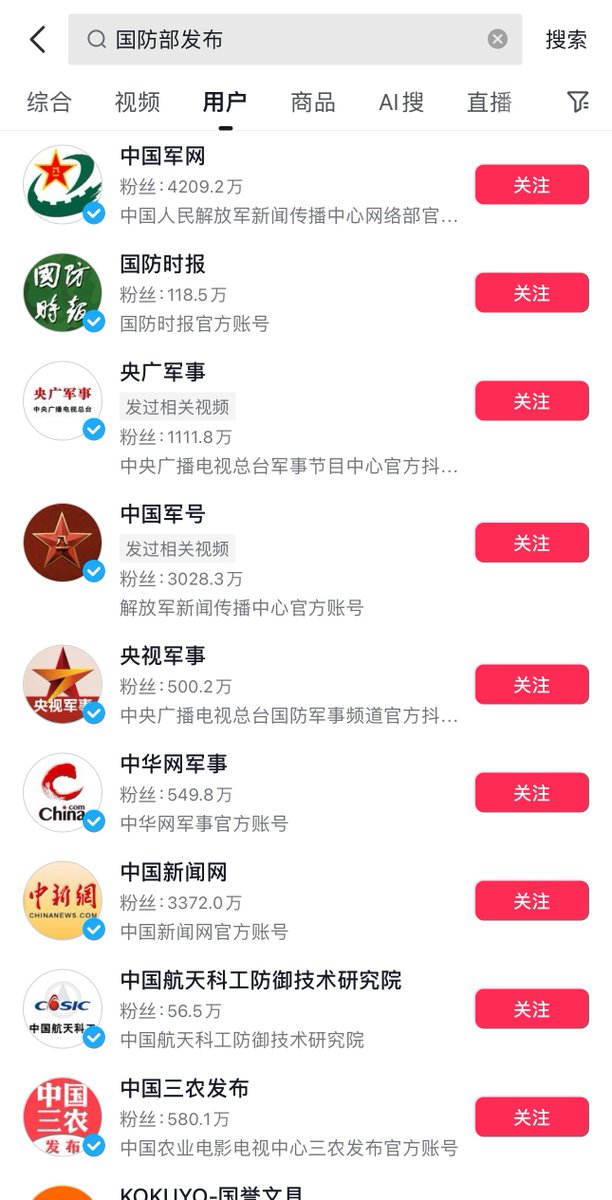 国防部发布
搜索
综合 视频 用户 商品 AI搜 直播
中国军网
粉丝:4209.2万
中国人民解放军新闻传播中心网络部官...
关注
國防
時報
国防时报
粉丝:118.5万
国防时报官方账号
关注
央广军事
中央广播电视总台
央广军事
发过相关视频
粉丝:1111.8万
中央广播电视总台军事节目中心官方抖...
关注
八一
中国军号
发过相关视频
粉丝:3028.3万
解放军新闻传播中心官方账号
关注
央视军事
央视军事
粉丝:500.2万
中央广播电视总台国防军事频道官方抖...
关注
China.com
中华网军事
粉丝:549.8万
中华网军事官方账号
关注
中新網
CHINANEWS.COM
中国新闻网
粉丝:3372.0万
中国新闻网官方账号
关注
CASIC
中国航天科工
中国航天科工防御技术研究院
粉丝:56.5万
中国航天科工防御技术研究院
关注
中国
三农
发布
中国三农发布
粉丝:580.1万
中国农业电影电视中心三农发布官方账号
关注
KOKUYO-国誉文具